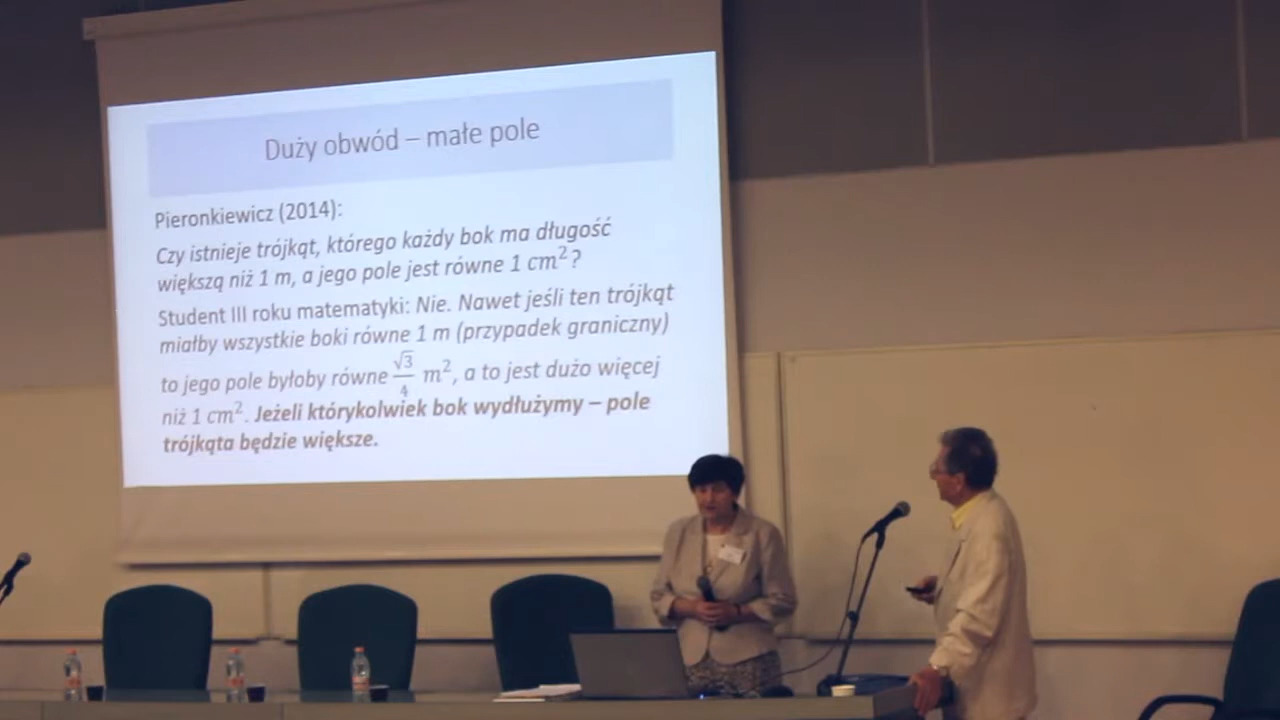 Duży obwód – małe pole
Pieronkiewicz (2014):
Czy istnieje trójkąt, którego każdy bok ma długość
większą niż 1 m, a jego pole jest równe 1 cm²?
Student III roku matematyki: Nie. Nawet jeśli ten trójkąt
miałby wszystkie boki równe 1 m (przypadek graniczny)
to jego pole byłoby równe √3/4 m², a to jest dużo więcej
niż 1 cm². Jeżeli którykolwiek bok wydłużymy – pole
trójkąta będzie większe.